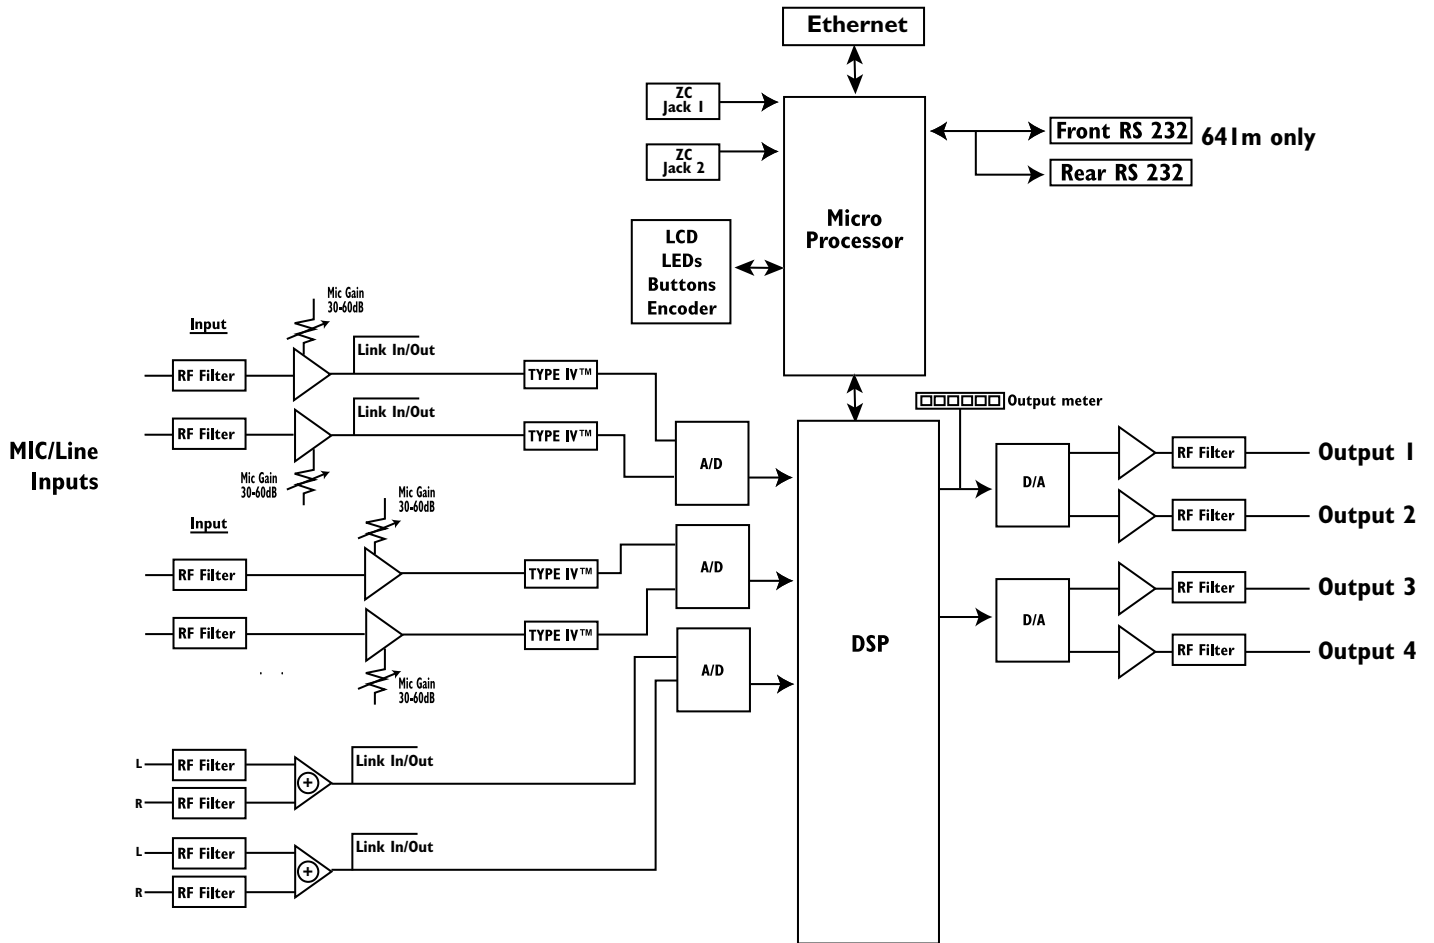 Ethernet
ZC
Jack 1
ZC
Jack 2
Front RS 232
641m only
Rear RS 232
Micro
Processor
LCD
LEDs
Buttons
Encoder
Mic Gain
30-60dB
Input
Link In/Out
RF Filter
TYPE IV™
Output meter
Link In/Out
RF Filter
TYPE IV™
MIC/Line
Inputs
A/D
D/A
RF Filter
Output 1
RF Filter
Output 2
Mic Gain
30-60dB
Mic Gain
30-60dB
Input
RF Filter
TYPE IV™
A/D
RF Filter
TYPE IV™
Mic Gain
30-60dB
A/D
DSP
D/A
RF Filter
Output 3
RF Filter
Output 4
L
RF Filter
Link In/Out
R
RF Filter
L
RF Filter
Link In/Out
R
RF Filter